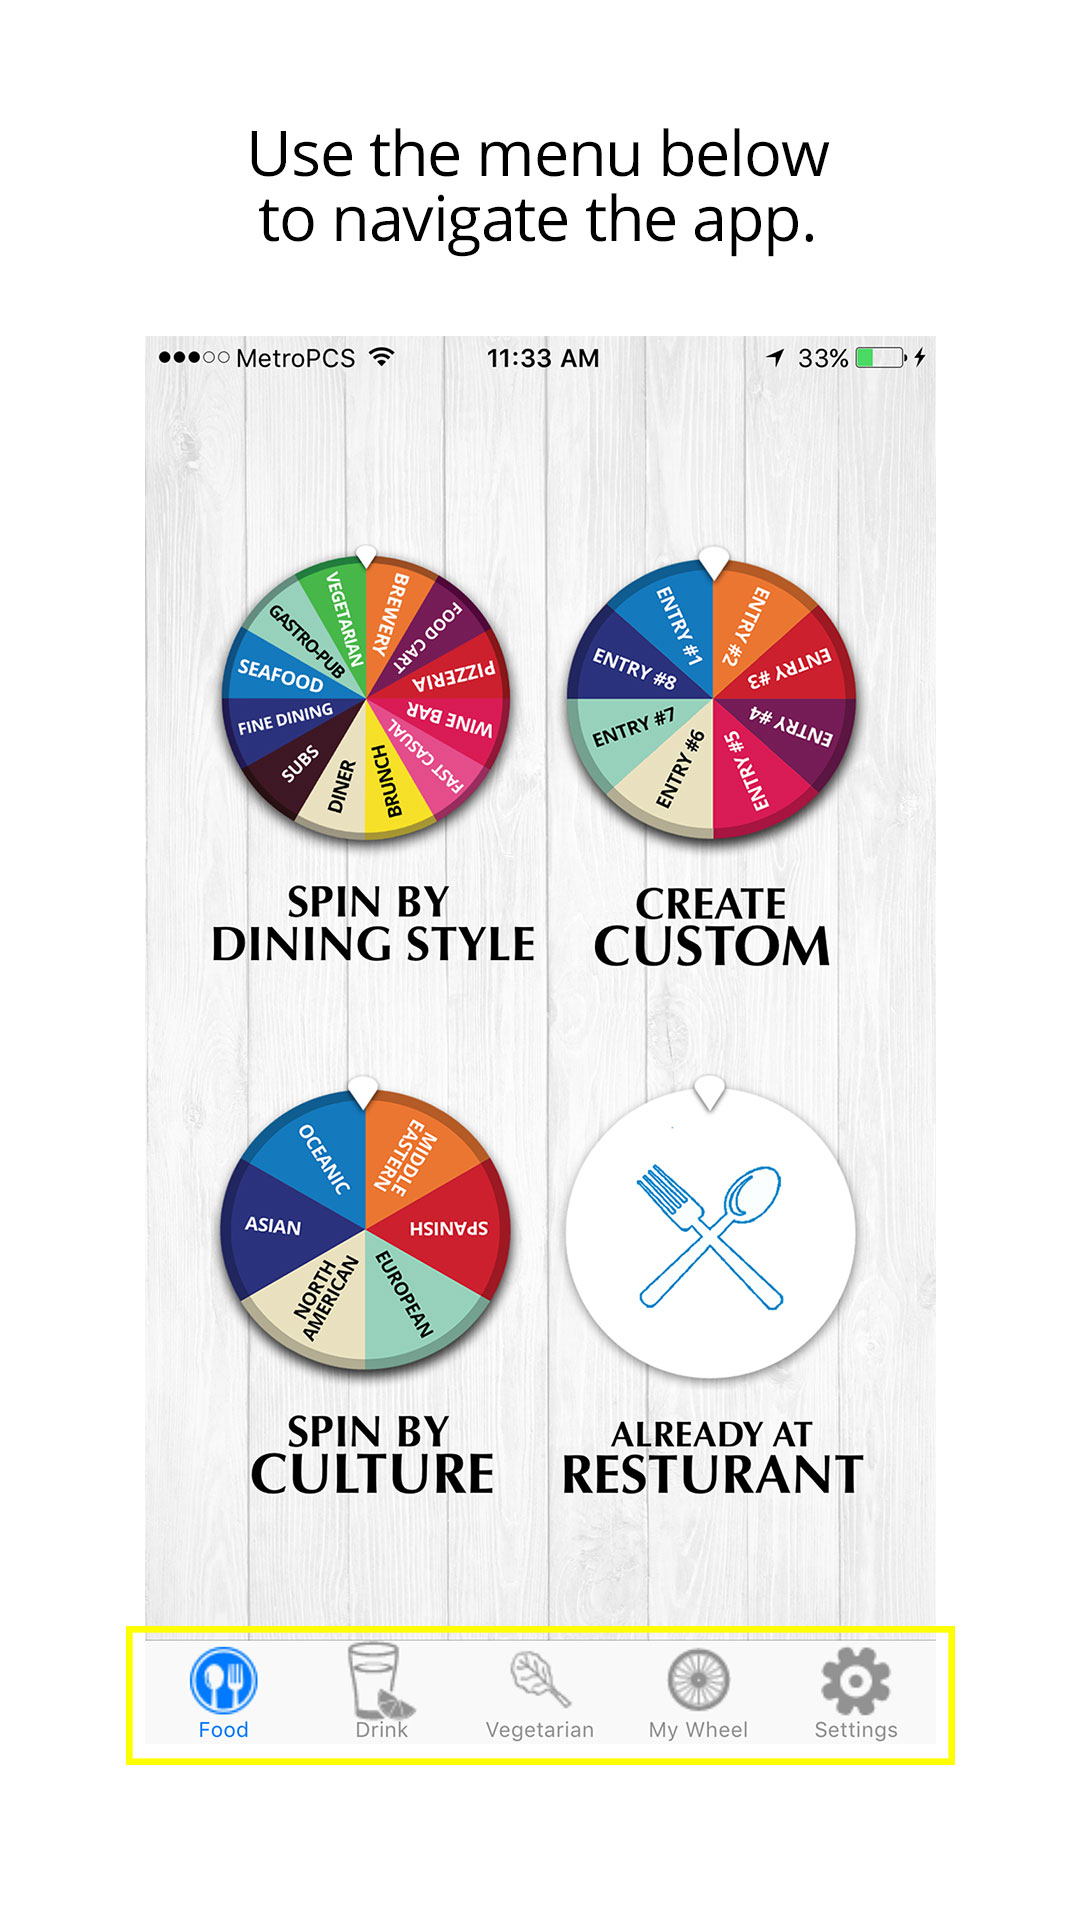 Use the menu below
to navigate the app.
MetroPCS
11:33 AM
33%
VEGETARIAN
BREWERY
FOOD CART
PIZZERIA
WINE BAR
FAST CASUAL
BRUNCH
DINER
SUBS
FINE DINING
SEAFOOD
GASTRO-PUB
SPIN BY
DINING STYLE
ENTRY #1
ENTRY #2
ENTRY #3
ENTRY #4
ENTRY #5
ENTRY #6
ENTRY #7
ENTRY #8
CREATE
CUSTOM
OCEANIC
MIDDLE
EASTERN
SPANISH
EUROPEAN
NORTH
AMERICAN
ASIAN
SPIN BY
CULTURE
ALREADY AT
RESTURANT
Food
Drink
Vegetarian
My Wheel
Settings